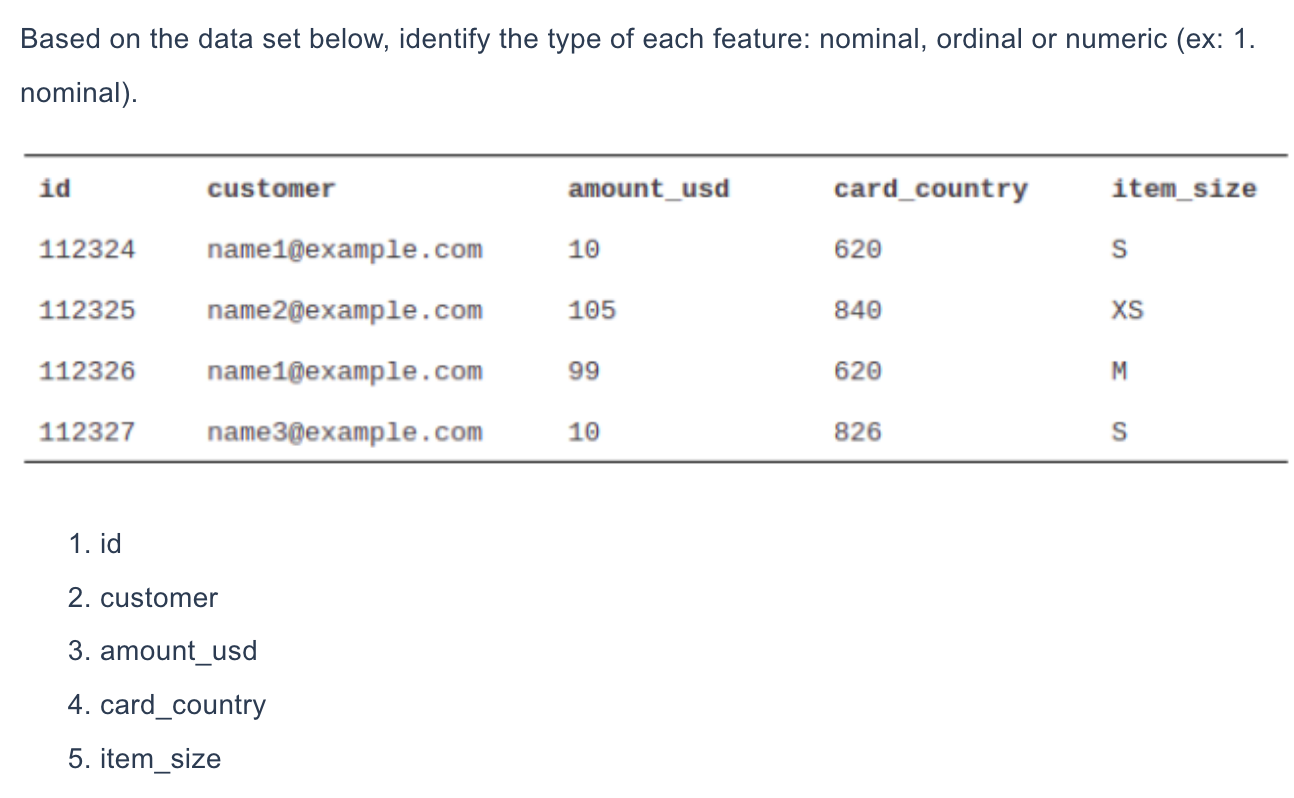 Based on the data set below, identify the type of each feature: nominal, ordinal or numeric (ex: 1.
nominal).
id customer amount_usd card_country item_size
112324 name1@example.com 10 620 S
112325 name2@example.com 105 840 XS
112326 name1@example.com 99 620 M
112327 name3@example.com 10 826 S
1. id
2. customer
3. amount_usd
4. card_country
5. item_size